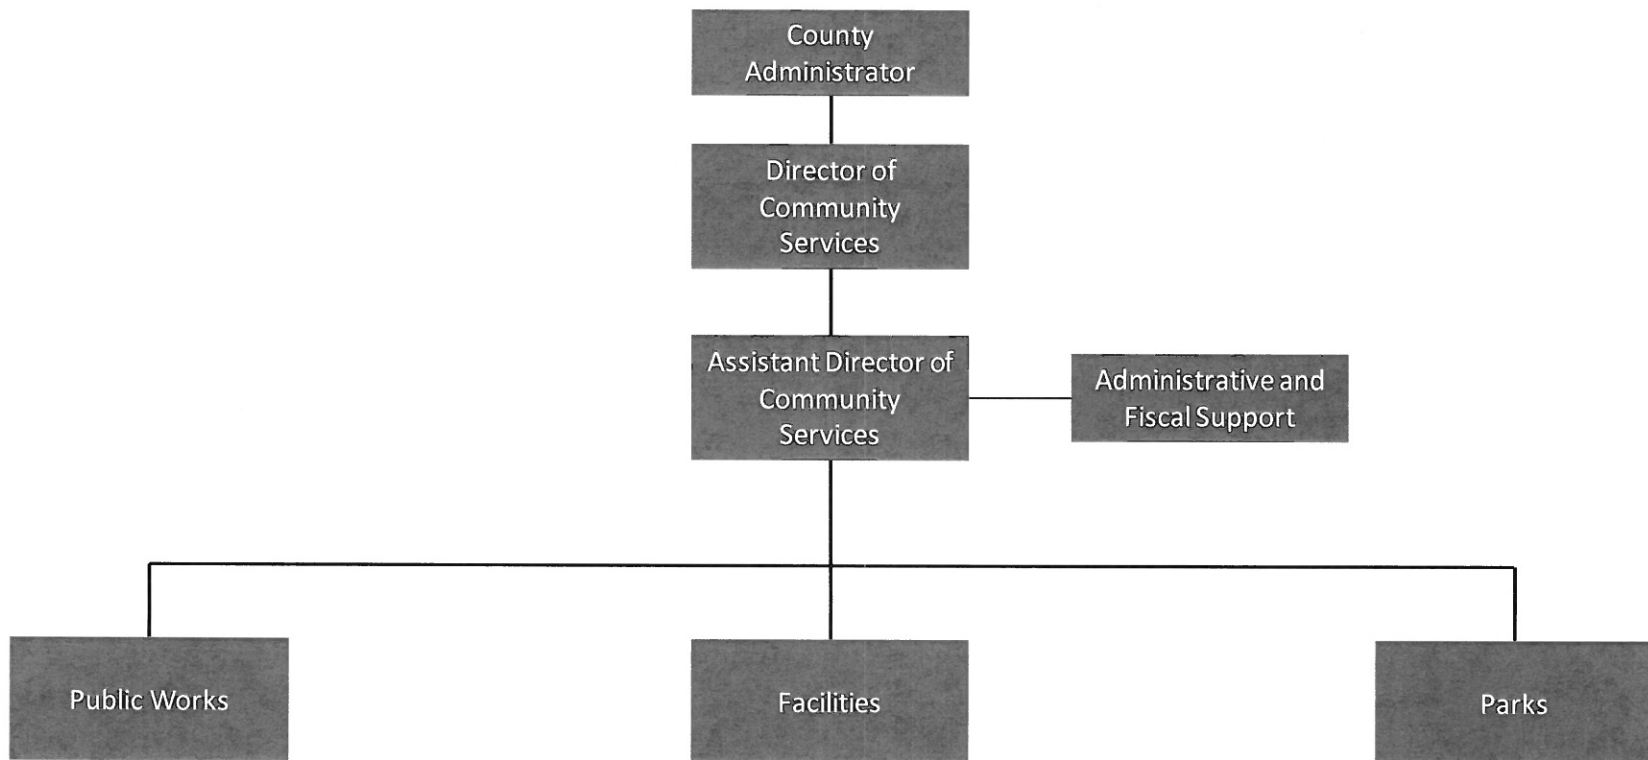 County
Administrator
Director of
Community
Services
Assistant Director of
Community
Services
Administrative and
Fiscal Support
Public Works
Facilities
Parks